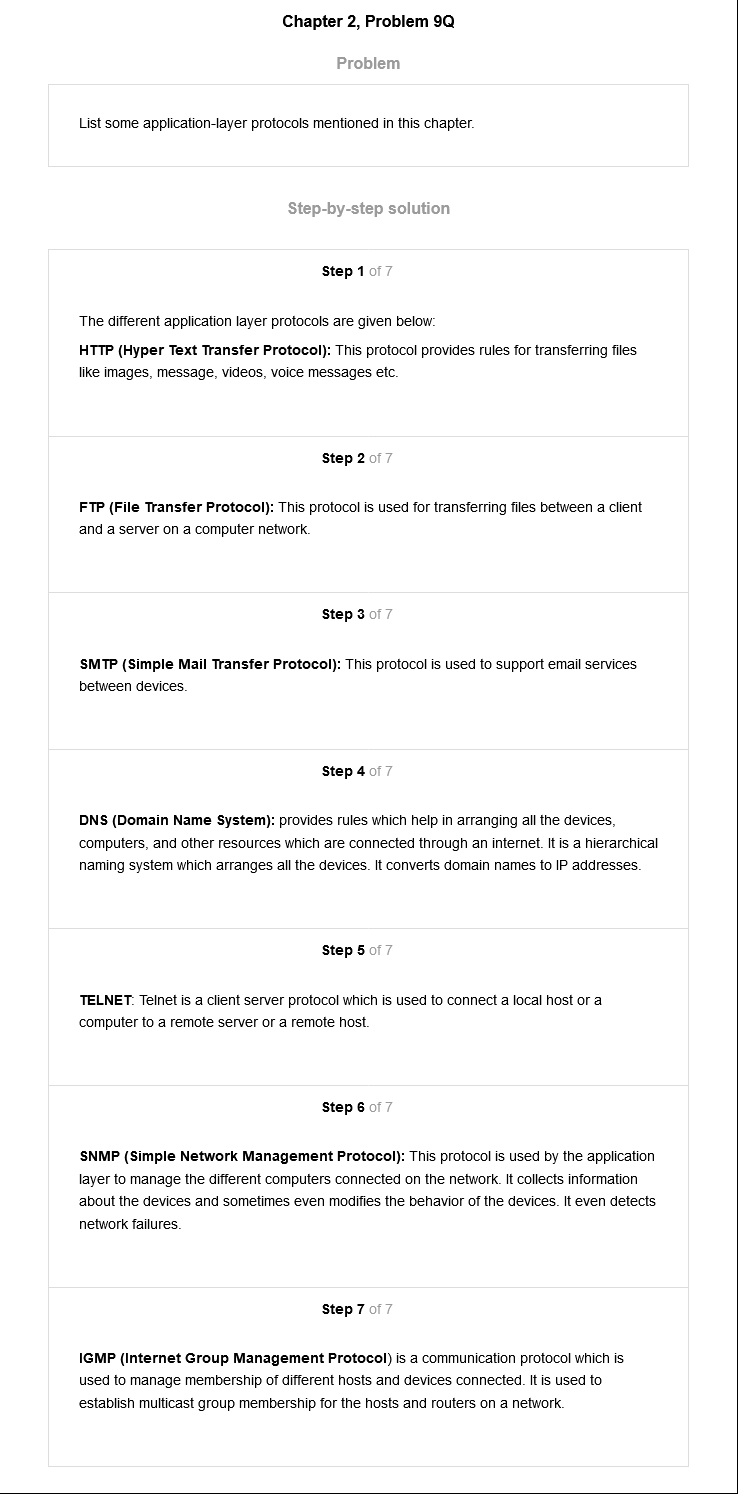 Chapter 2, Problem 9Q
Problem
List some application-layer protocols mentioned in this chapter.
Step-by-step solution
Step 1 of 7
The different application layer protocols are given below:
HTTP (Hyper Text Transfer Protocol): This protocol provides rules for transferring files
like images, message, videos, voice messages etc.
Step 2 of 7
FTP (File Transfer Protocol): This protocol is used for transferring files between a client
and a server on a computer network.
Step 3 of 7
SMTP (Simple Mail Transfer Protocol): This protocol is used to support email services
between devices.
Step 4 of 7
DNS (Domain Name System): provides rules which help in arranging all the devices,
computers, and other resources which are connected through an internet. It is a hierarchical
naming system which arranges all the devices. It converts domain names to IP addresses.
Step 5 of 7
TELNET: Telnet is a client server protocol which is used to connect a local host or a
computer to a remote server or a remote host.
Step 6 of 7
SNMP (Simple Network Management Protocol): This protocol is used by the application
layer to manage the different computers connected on the network. It collects information
about the devices and sometimes even modifies the behavior of the devices. It even detects
network failures.
Step 7 of 7
IGMP (Internet Group Management Protocol) is a communication protocol which is
used to manage membership of different hosts and devices connected. It is used to
establish multicast group membership for the hosts and routers on a network.